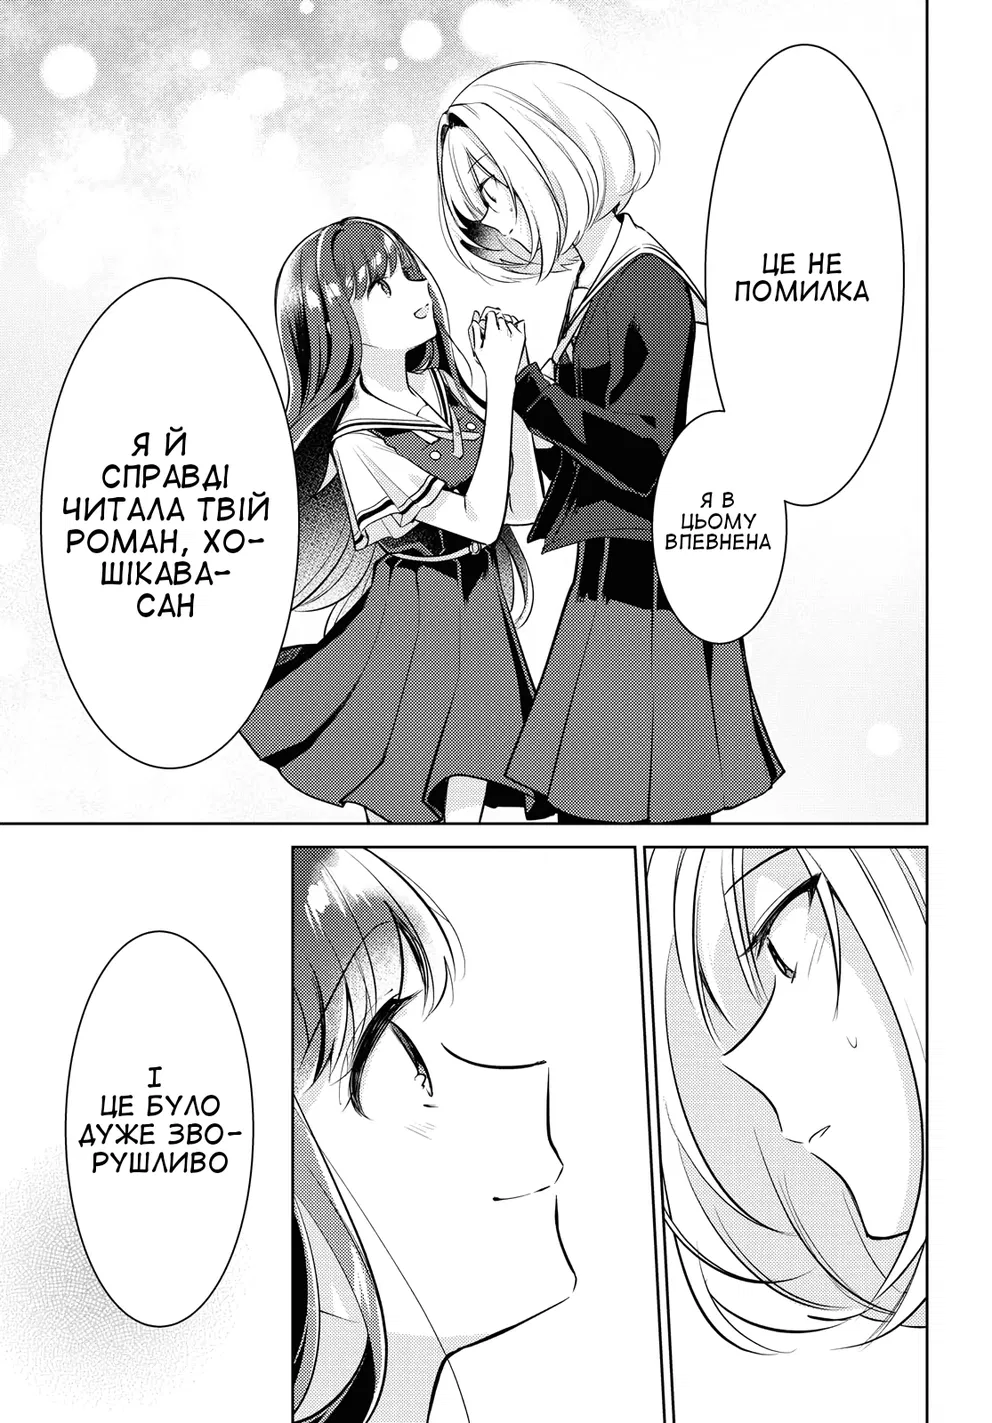 ЦЕ НЕ
ПОМИЛКА
Я В
ЦЬОМУ
ВПЕВНЕНА
Я Й
СПРАВДІ
ЧИТАЛА ТВІЙ
РОМАН, ХО-
ШІКАВА-
САН
І
ЦЕ БУЛО
ДУЖЕ ЗВО-
РУШЛИВО